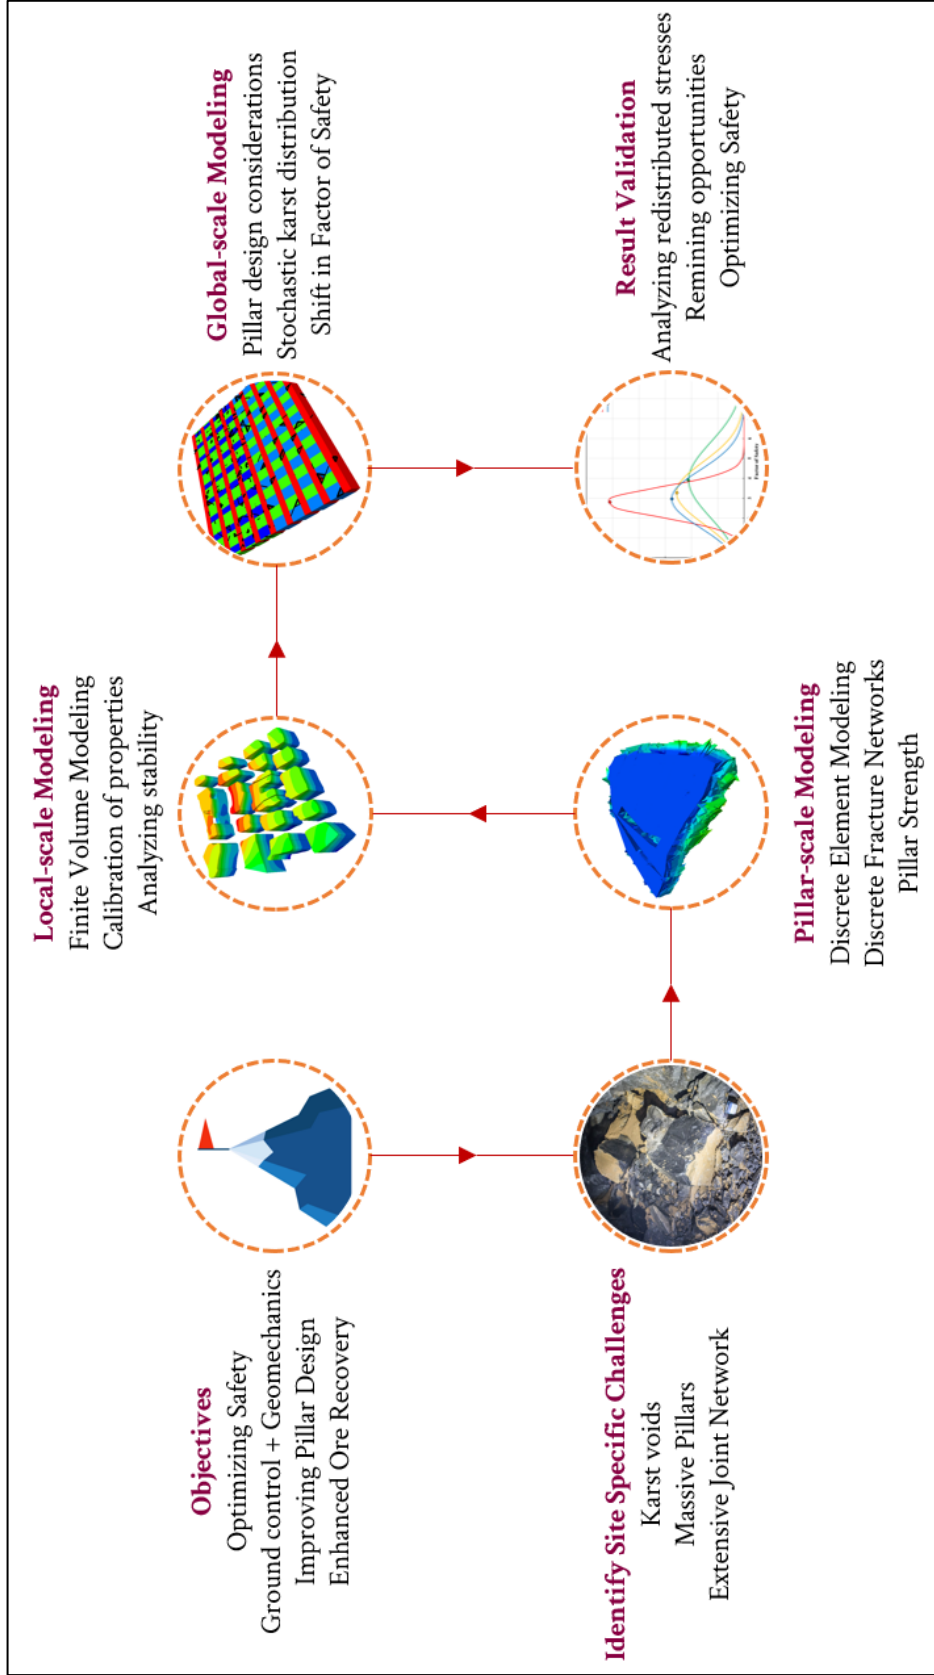 Objectives
Optimizing Safety
Ground control + Geomechanics
Improving Pillar Design
Enhanced Ore Recovery
Identify Site Specific Challenges
Karst voids
Massive Pillars
Extensive Joint Network
Pillar-scale Modeling
Discrete Element Modeling
Discrete Fracture Networks
Pillar Strength
Local-scale Modeling
Finite Volume Modeling
Calibration of properties
Analyzing stability
Global-scale Modeling
Pillar design considerations
Stochastic karst distribution
Shift in Factor of Safety
Result Validation
Analyzing redistributed stresses
Remining opportunities
Optimizing Safety
Factor of Safety